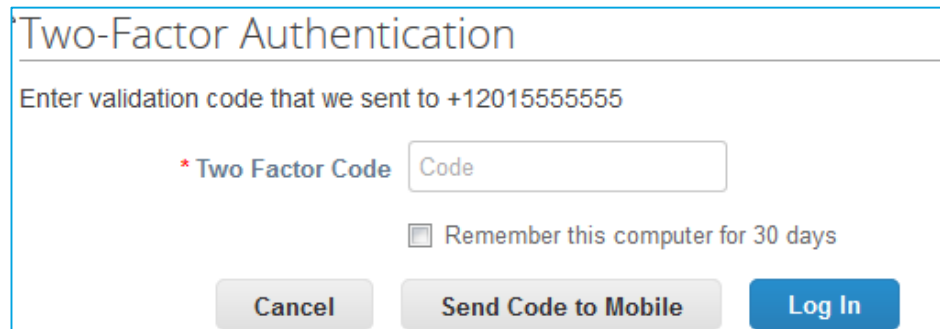 Two-Factor Authentication
Enter validation code that we sent to +12015555555
* Two Factor Code Code
Remember this computer for 30 days
Cancel Send Code to Mobile Log In